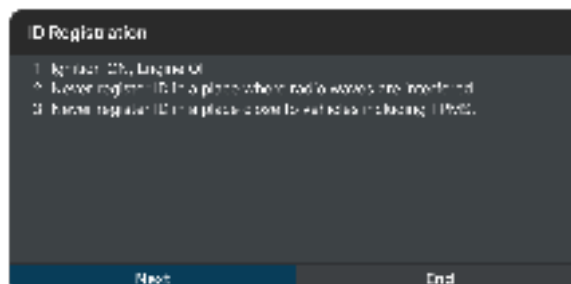 ID Registration
1 Ignition ON, Engine Off
2 Never register ID in a place where radio waves are interfered
3 Never register ID in a place close to vehicles including TPMS.
Next
End